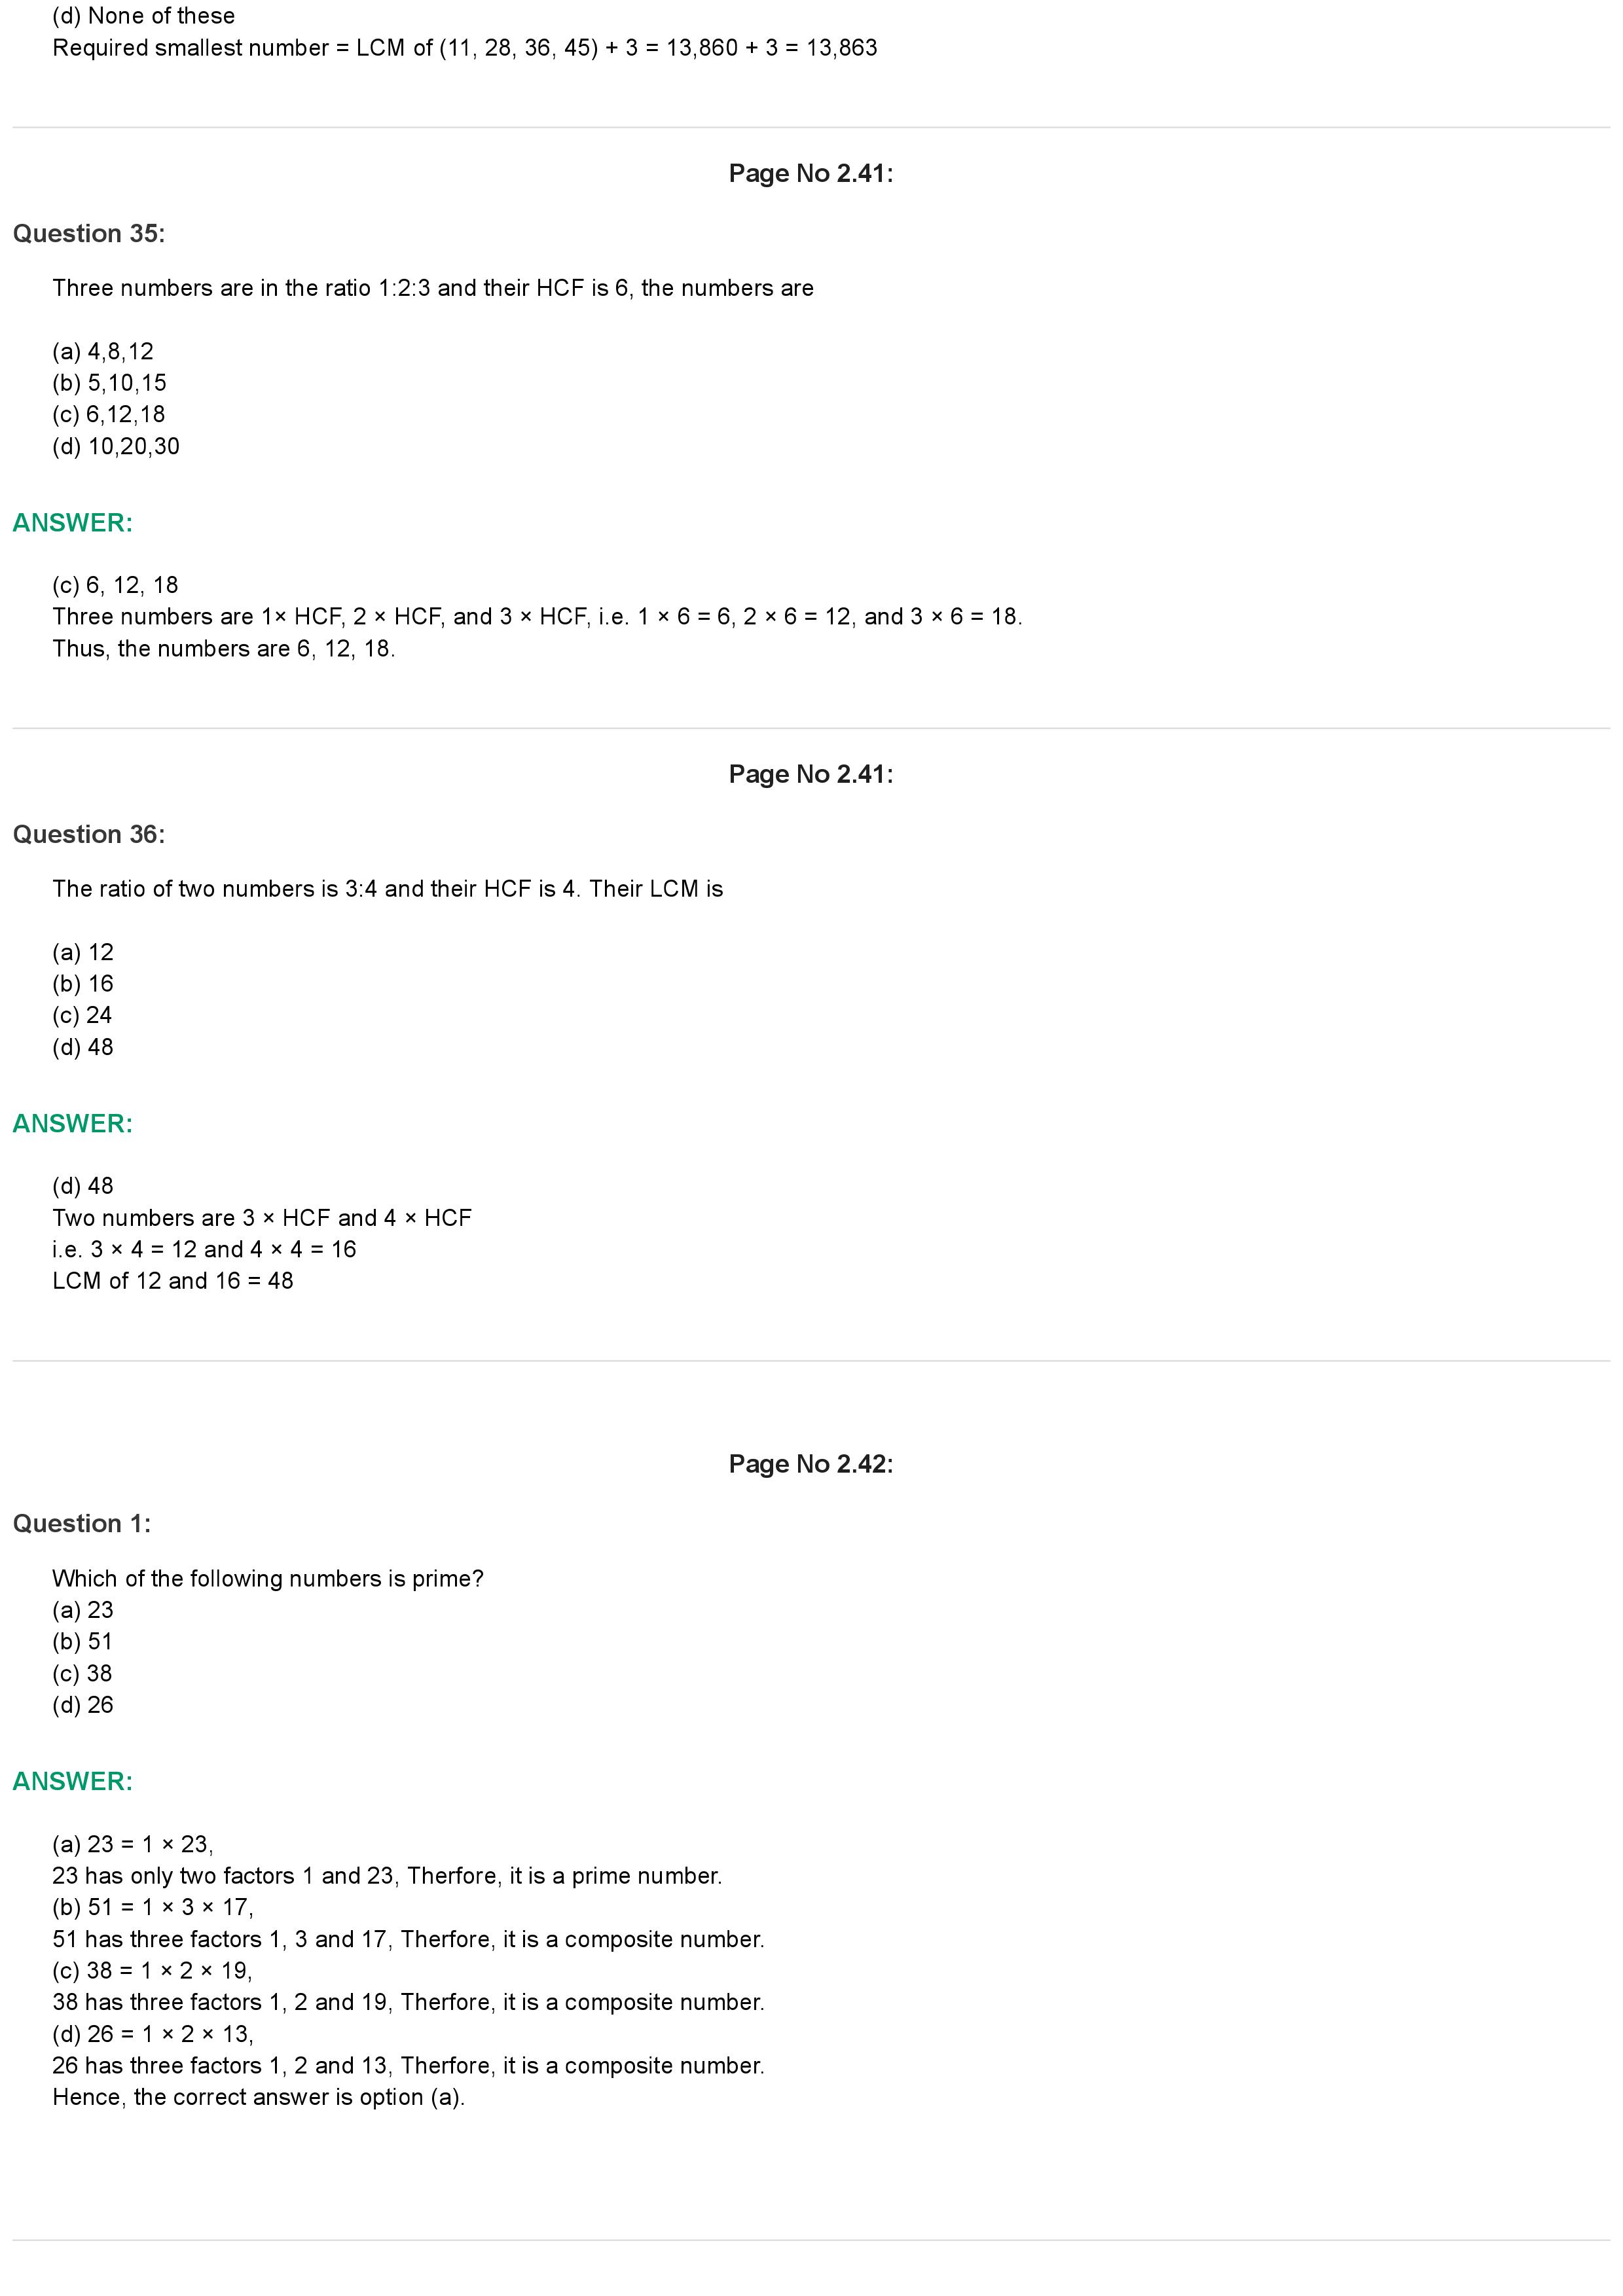 (d) None of these
Required smallest number = LCM of (11, 28, 36, 45) + 3 = 13,860 + 3 = 13,863
Page No 2.41:
Question 35:
Three numbers are in the ratio 1:2:3 and their HCF is 6, the numbers are
(a) 4,8,12
(b) 5,10,15
(c) 6,12,18
(d) 10,20,30
ANSWER:
(c) 6, 12, 18
Three numbers are 1× HCF, 2 × HCF, and 3 × HCF, i.e. 1 × 6 = 6, 2 × 6 = 12, and 3 × 6 = 18.
Thus, the numbers are 6, 12, 18.
Page No 2.41:
Question 36:
The ratio of two numbers is 3:4 and their HCF is 4. Their LCM is
(a) 12
(b) 16
(c) 24
(d) 48
ANSWER:
(d) 48
Two numbers are 3 × HCF and 4 × HCF
i.e. 3 × 4 = 12 and 4 × 4 = 16
LCM of 12 and 16 = 48
Page No 2.42:
Question 1:
Which of the following numbers is prime?
(a) 23
(b) 51
(c) 38
(d) 26
ANSWER:
(a) 23 = 1 × 23,
23 has only two factors 1 and 23, Therfore, it is a prime number.
(b) 51 = 1 × 3 × 17,
51 has three factors 1, 3 and 17, Therfore, it is a composite number.
(c) 38 = 1 × 2 × 19,
38 has three factors 1, 2 and 19, Therfore, it is a composite number.
(d) 26 = 1 × 2 × 13,
26 has three factors 1, 2 and 13, Therfore, it is a composite number.
Hence, the correct answer is option (a).